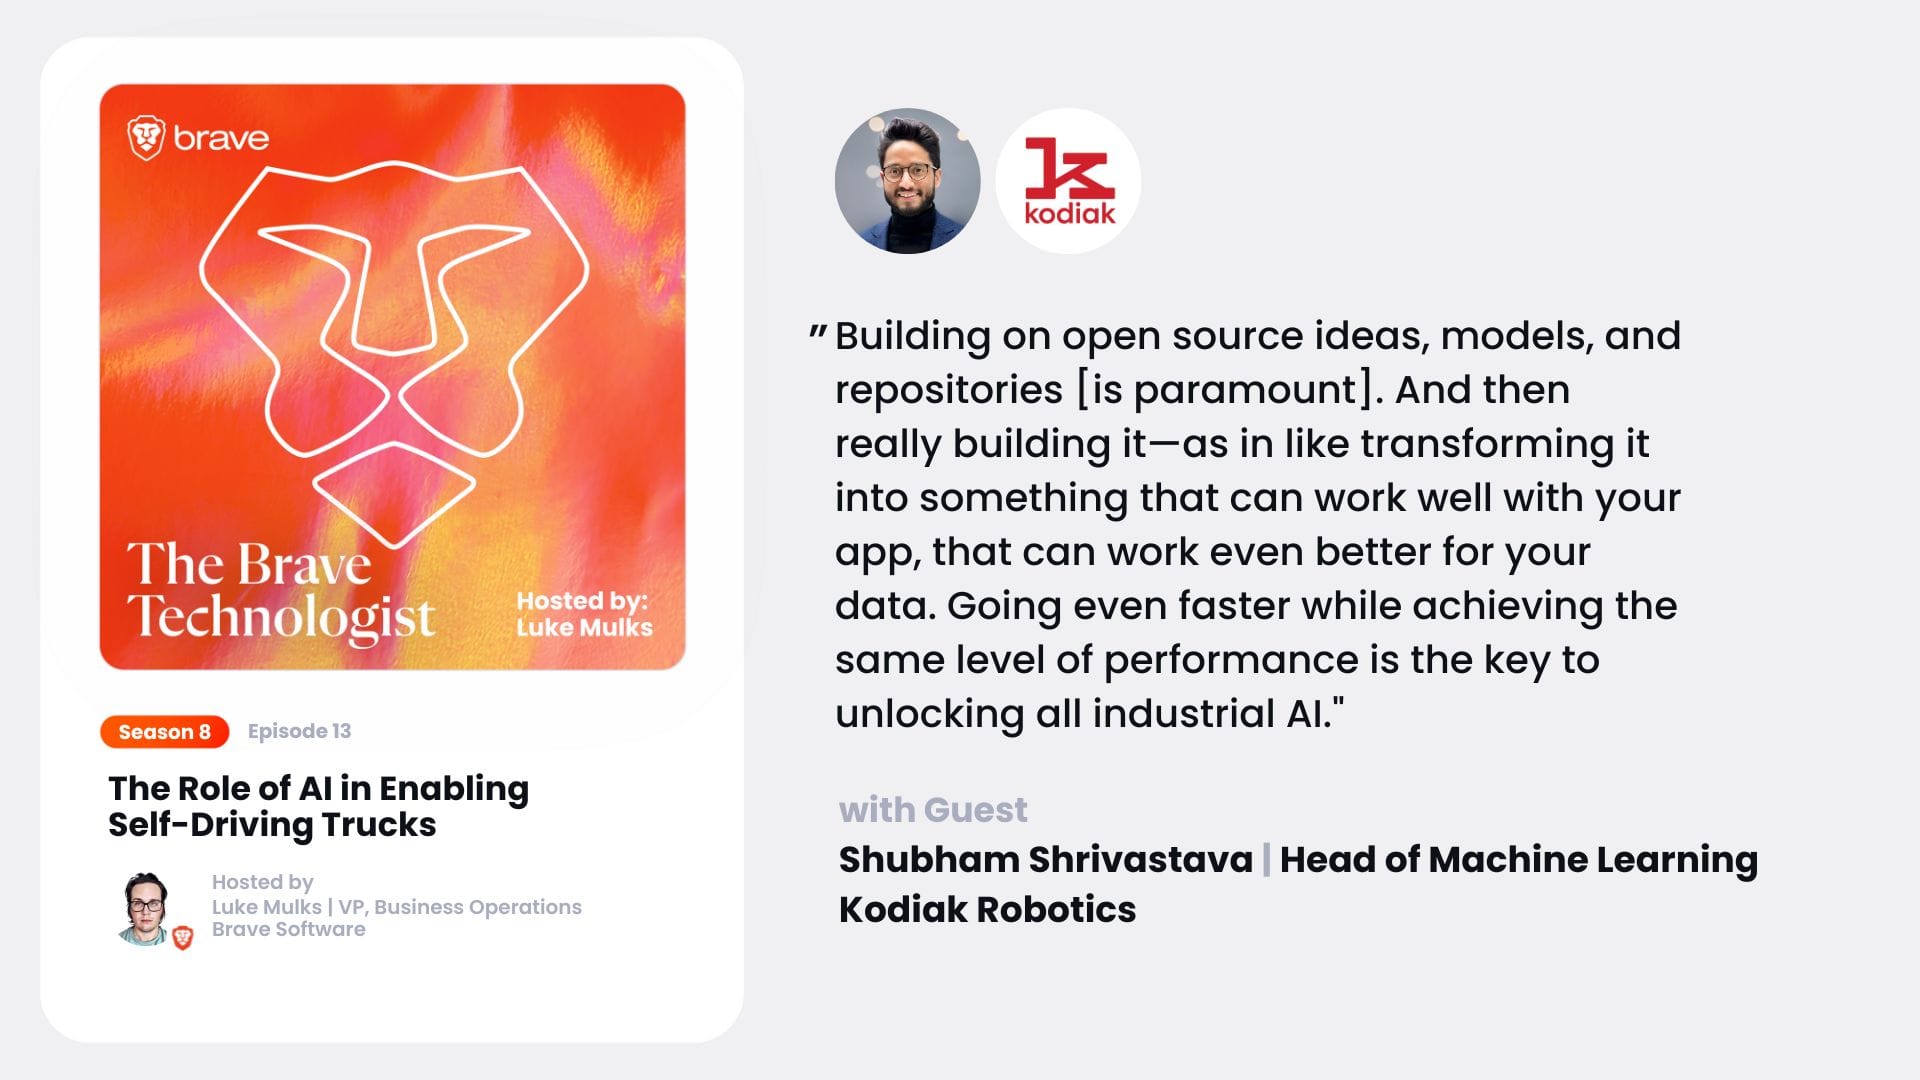 brave
The Brave
Technologist
Hosted by:
Luke Mulks
Season 8 Episode 13
The Role of AI in Enabling
Self-Driving Trucks
Hosted by
Luke Mulks | VP, Business Operations
Brave Software
kodiak
"Building on open source ideas, models, and
repositories [is paramount]. And then
really building it—as in like transforming it
into something that can work well with your
app, that can work even better for your
data. Going even faster while achieving the
same level of performance is the key to
unlocking all industrial AI."
with Guest
Shubham Shrivastava | Head of Machine Learning
Kodiak Robotics